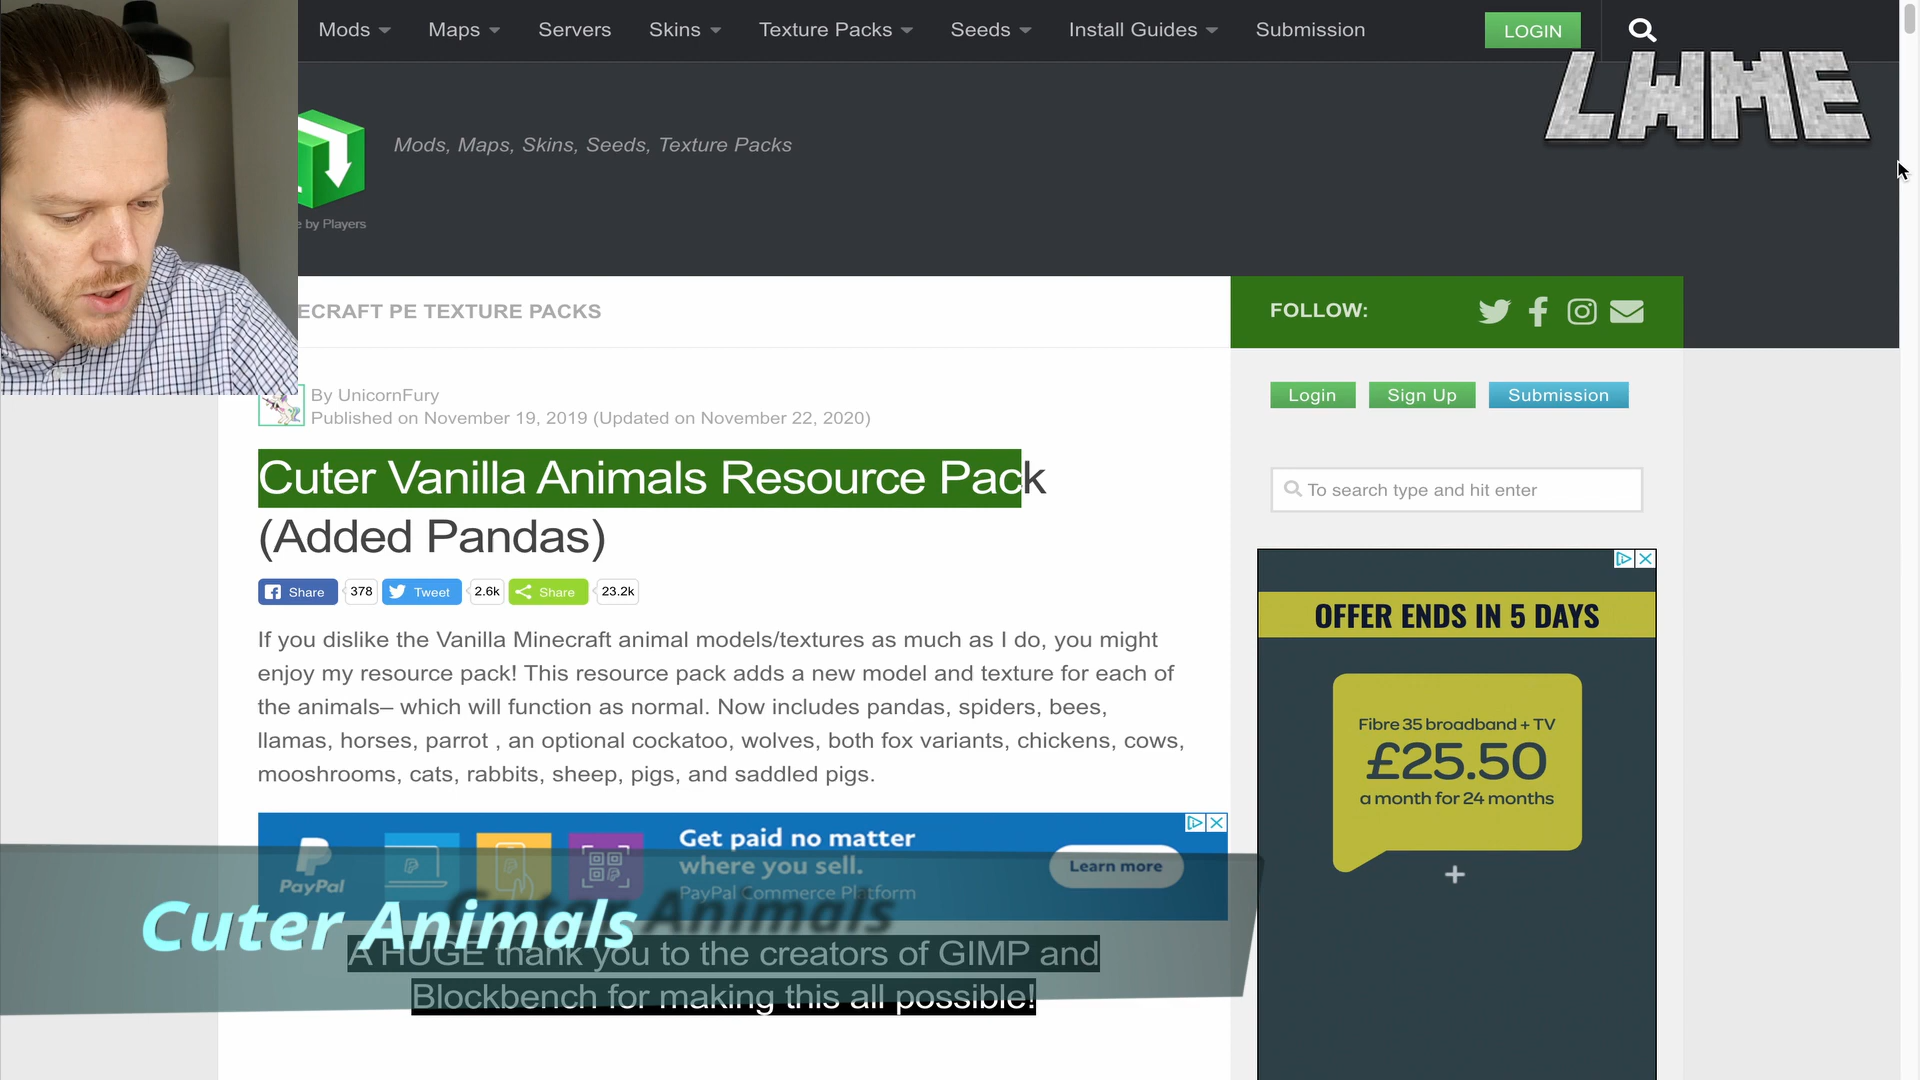 Mods Maps Servers Skins Texture Packs Seeds Install Guides Submission LOGIN
LWME
Mods, Maps, Skins, Seeds, Texture Packs
e by Players
ECRAFT PE TEXTURE PACKS
FOLLOW:
By UnicornFury
Published on November 19, 2019 (Updated on November 22, 2020)
Login Sign Up Submission
Cuter Vanilla Animals Resource Pack
(Added Pandas)
To search type and hit enter
Share 378 Tweet 2.6k Share 23.2k
If you dislike the Vanilla Minecraft animal models/textures as much as I do, you might
enjoy my resource pack! This resource pack adds a new model and texture for each of
the animals– which will function as normal. Now includes pandas, spiders, bees,
llamas, horses, parrot , an optional cockatoo, wolves, both fox variants, chickens, cows,
mooshrooms, cats, rabbits, sheep, pigs, and saddled pigs.
OFFER ENDS IN 5 DAYS
Fibre 35 broadband + TV
£25.50
a month for 24 months
+
PayPal
Get paid no matter
where you sell.
PayPal Commerce Platform
Learn more
Cuter Animals
A HUGE thank you to the creators of GIMP and
Blockbench for making this all possible!